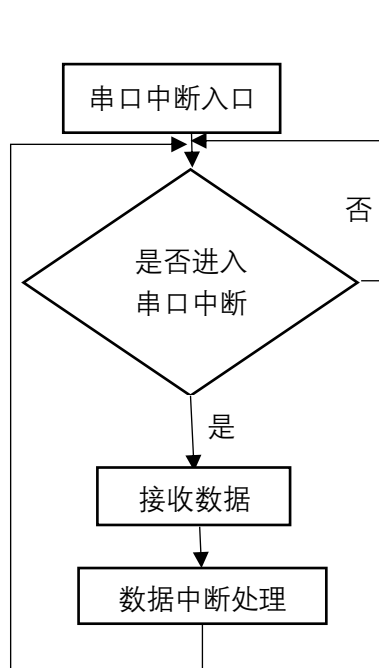 串口中断入口
否
是否进入
串口中断
是
接收数据
数据中断处理